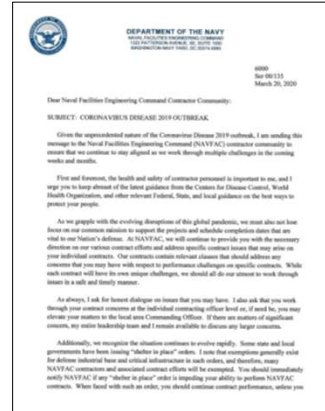 DEPARTMENT OF THE NAVY
NAVAL FACILITIES ENGINEERING COMMAND
1322 PATTERSON AVENUE, SE, SUITE 1000
WASHINGTON NAVY YARD, DC
6000
Ser 00/135
March 20, 2020
Dear Naval Facilities Engineering Command Contractor Community:
SUBJECT: CORONAVIRUS DISEASE 2019 OUTBREAK
Given the unprecedented nature of the Coronavirus Disease 2019 outbreak, I am sending this
message to the Naval Facilities Engineering Command (NAVFAC) contractor community to
ensure that we continue to stay aligned as we work through multiple challenges in the coming
weeks and months.
First and foremost, the health and safety of contractor personnel is important to me, and I
urge you to keep abreast of the latest guidance from the Centers for Disease Control, World
Health Organization, and other relevant Federal, State, and local guidance on the best ways to
protect your people.
As we grapple with the evolving disruptions of this global pandemic, we must also not lose
focus on our common mission to support the projects and schedule completion dates that are
vital to our Nation's defense. At NAVFAC, we will continue to provide you with the necessary
direction on our various contract efforts and address specific contract issues that may arise on
your individual contracts. Our contracts contain relevant clauses that should address any
concerns that you may have with respect to performance challenges on specific contracts. While
each contract will have its own unique challenges, we should all do our utmost to work through
issues in a safe and timely manner.
As always, I ask for honest dialogue on issues that you may have. I also ask that you work
through your contract concerns at the individual contracting officer level or, if need be, you may
elevate your matters to the local area Commanding Officer. If there are matters of significant
concern, my entire leadership team and I remain available to discuss any larger concerns.
Additionally, we recognize the situation continues to evolve rapidly. Some state and local
governments have been issuing "shelter in place" orders. I note that exemptions generally exist
for defense industrial base and critical infrastructure in such orders, and therefore, many
NAVFAC contractors and associated contract efforts will be exempted. You should immediately
notify NAVFAC if any "shelter in place" order is impeding your ability to perform NAVFAC
contracts. When faced with such an order, you should continue contract performance, unless you